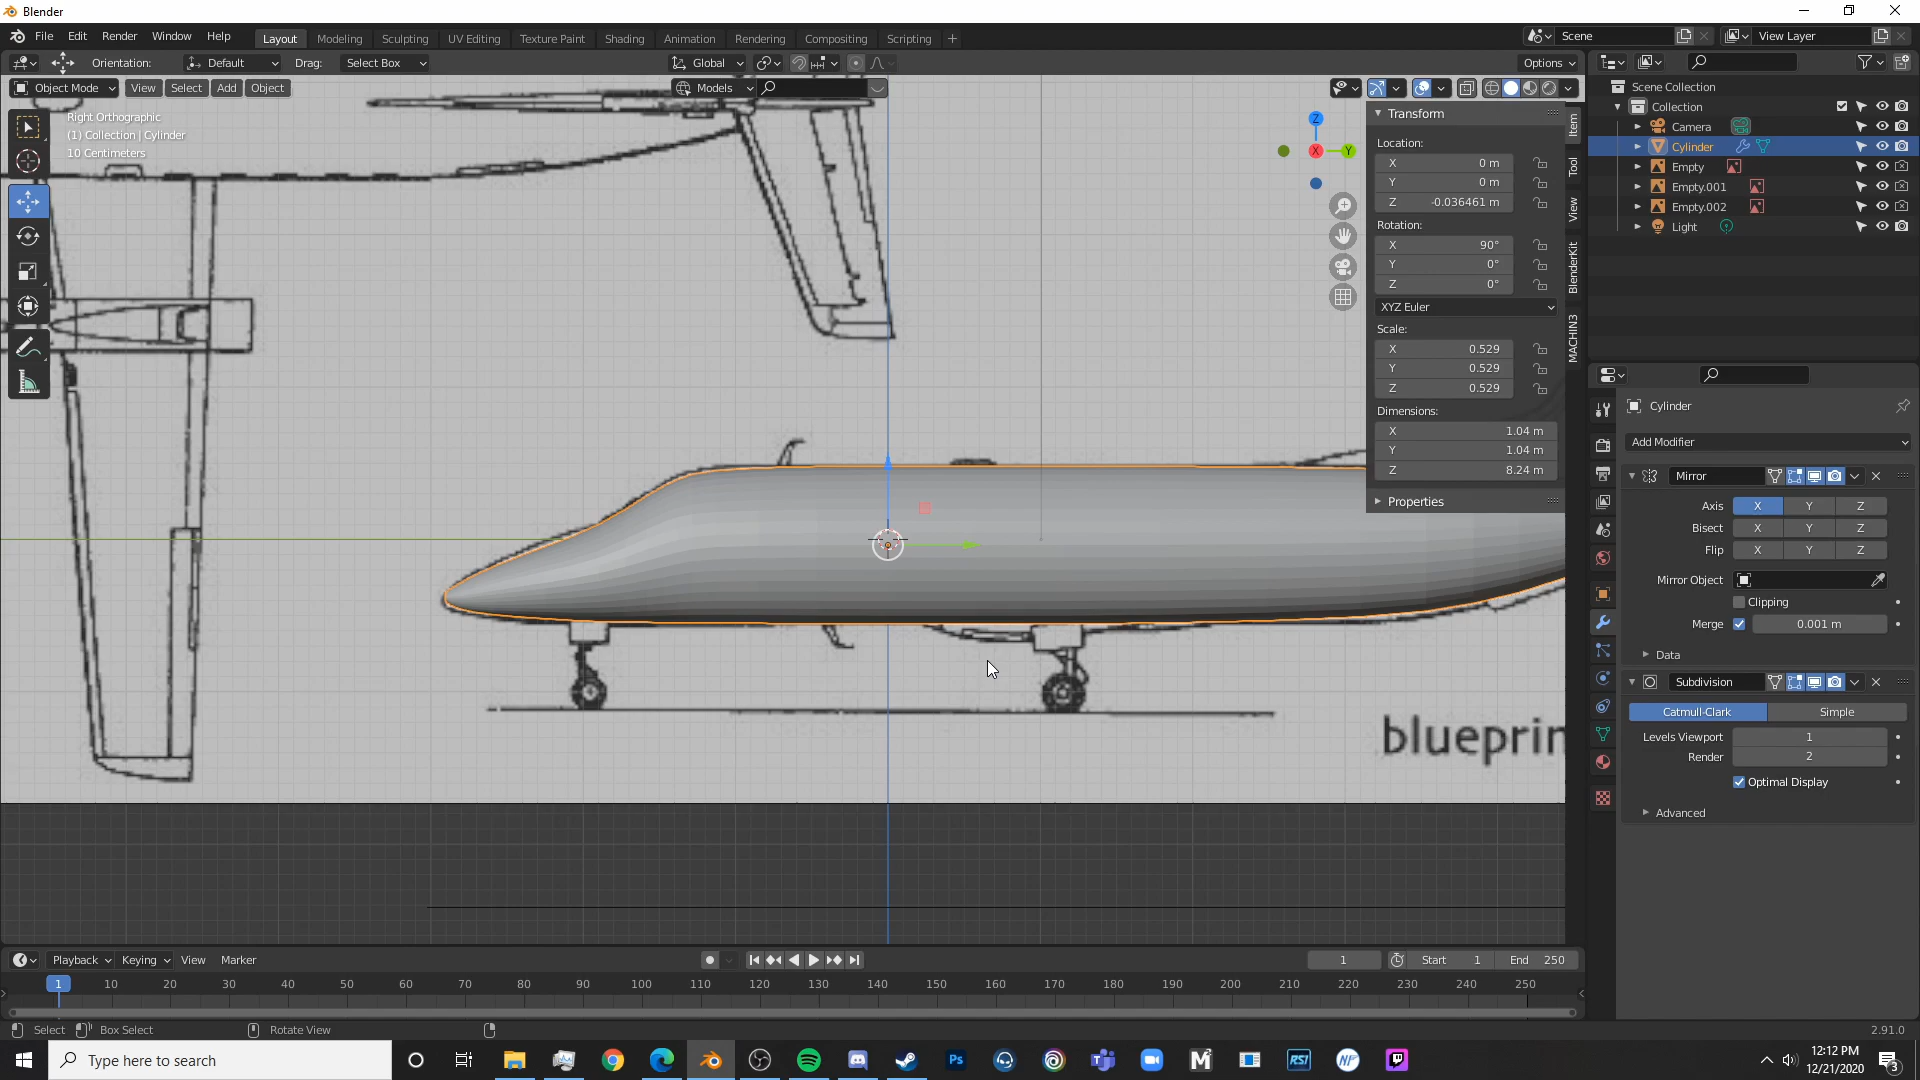 Blender
File Edit Render Window Help
Layout Modeling Sculpting UV Editing Texture Paint Shading Animation Rendering Compositing Scripting +
Scene
View Layer
Orientation: Default Drag: Select Box
Global
Options
Object Mode View Select Add Object
Models
Right Orthographic
(1) Collection | Cylinder
10 Centimeters
Z
X
Y
Transform
Location:
X 0 m
Y 0 m
Z -0.036461 m
Rotation:
X 90°
Y 0°
Z 0°
XYZ Euler
Scale:
X 0.529
Y 0.529
Z 0.529
Dimensions:
X 1.04 m
Y 1.04 m
Z 8.24 m
Properties
Item
Tool
View
BlenderKit
MACHIN3
Scene Collection
Collection
Camera
Cylinder
Empty
Empty.001
Empty.002
Light
Cylinder
Add Modifier
Mirror
Axis X Y Z
Bisect X Y Z
Flip X Y Z
Mirror Object
Clipping
Merge 0.001 m
Data
Subdivision
Catmull-Clark Simple
Levels Viewport 1
Render 2
Optimal Display
Advanced
blueprin
Playback Keying View Marker
1 Start 1 End 250
1 10 20 30 40 50 60 70 80 90 100 110 120 130 140 150 160 170 180 190 200 210 220 230 240 250
Select Box Select Rotate View
2.91.0
Type here to search
Ps
M
RSI
NP
12:12 PM
12/21/2020
3